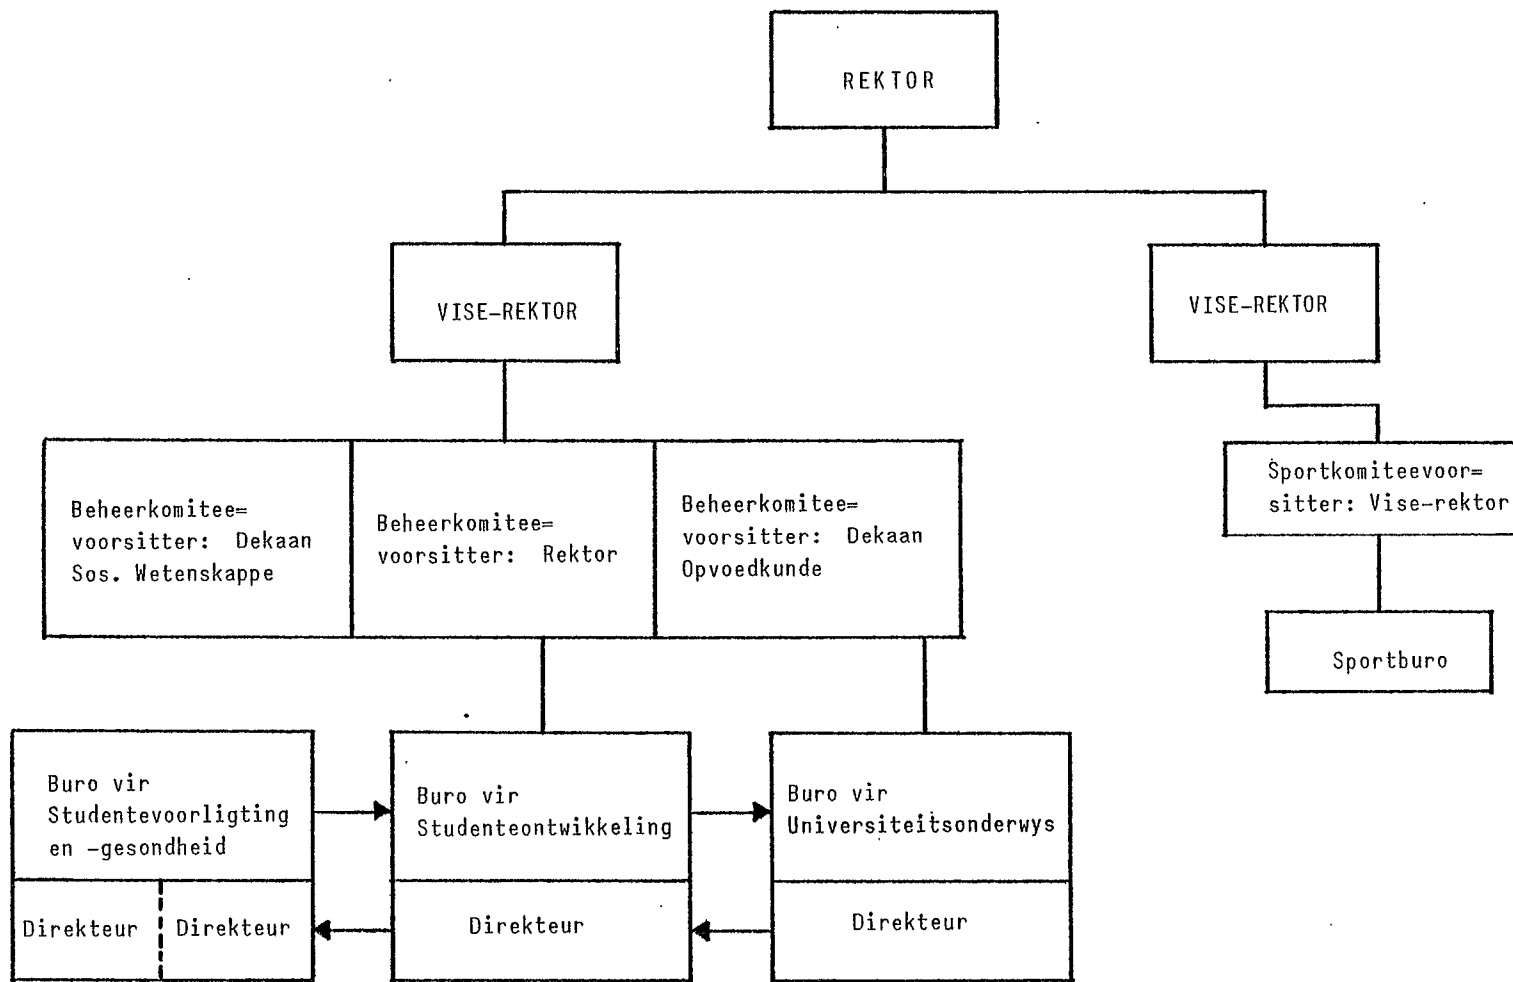 REKTOR
VISE-REKTOR
VISE-REKTOR
Beheerkomitee=
voorsitter: Dekaan
Sos. Wetenskappe
Beheerkomitee=
voorsitter: Rektor
Beheerkomitee=
voorsitter: Dekaan
Opvoedkunde
Sportkomiteevoor=
sitter: Vise-rektor
Sportburo
Buro vir
Studentevoorligting
en -gesondheid
Buro vir
Studenteontwikkeling
Buro vir
Universiteitsonderwys
Direkteur
Direkteur
Direkteur
Direkteur